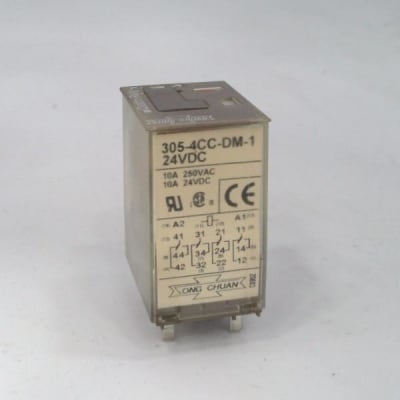 305-4CC-DM-1
24VDC
10A 250VAC
10A 24VDC
CE
A2 A1
41 31 21 11
44 34 24 14
42 32 22 12
SONG CHUAN